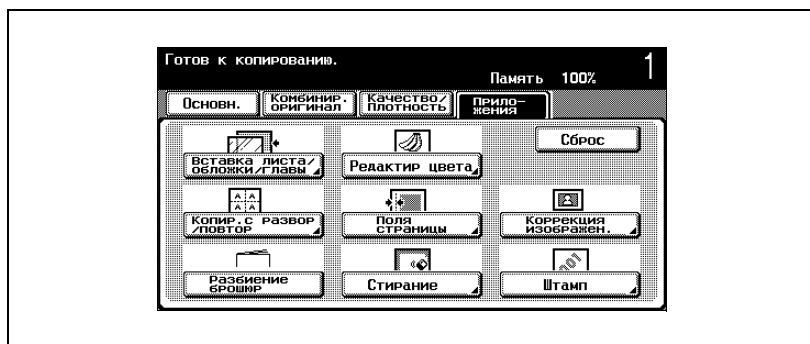 Готов к копированию.
Память 100%
1
Основн.
Комбинир.
оригинал
Качество/
плотность
Прило-
жения
Вставка листа/
обложки/главы
Редактир цвета
Сброс
Копир.с развор
/повтор
Поля
страницы
Коррекция
изображен.
Разбиение
брошюр
Стирание
Штамп
A A
A A
001